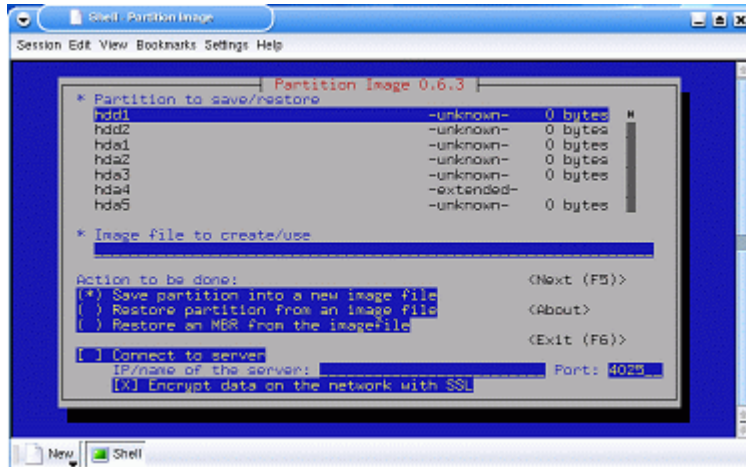 Shell - Partition Image
Session Edit View Bookmarks Settings Help
Partition Image 0.6.3
* Partition to save/restore
hdd1 -unknown- 0 bytes
hdd2 -unknown- 0 bytes
hda1 -unknown- 0 bytes
hda2 -unknown- 0 bytes
hda3 -unknown- 0 bytes
hda4 -extended-
hda5 -unknown- 0 bytes
* Image file to create/use
Action to be done: <Next (F5)>
(*) Save partition into a new image file
( ) Restore partition from an image file <About>
( ) Restore an MBR from the imagefile
<Exit (F6)>
[ ] Connect to server
IP/name of the server: Port: 4025__
[X] Encrypt data on the network with SSL
New Shell